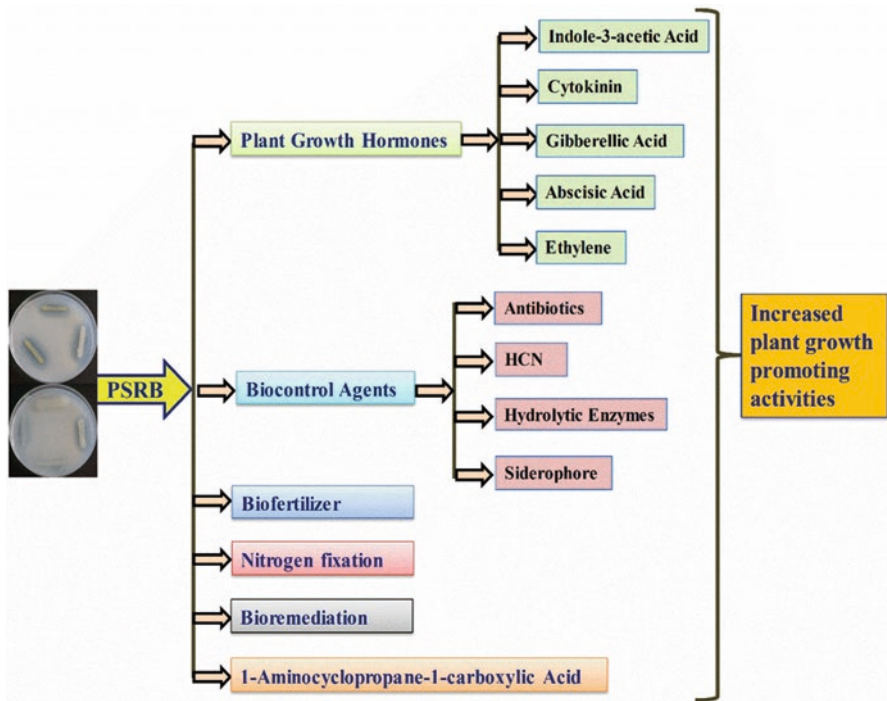 PSRB
Plant Growth Hormones
Indole-3-acetic Acid
Cytokinin
Gibberellic Acid
Abscisic Acid
Ethylene
Biocontrol Agents
Antibiotics
HCN
Hydrolytic Enzymes
Siderophore
Biofertilizer
Nitrogen fixation
Bioremediation
1-Aminocyclopropane-1-carboxylic Acid
Increased
plant growth
promoting
activities